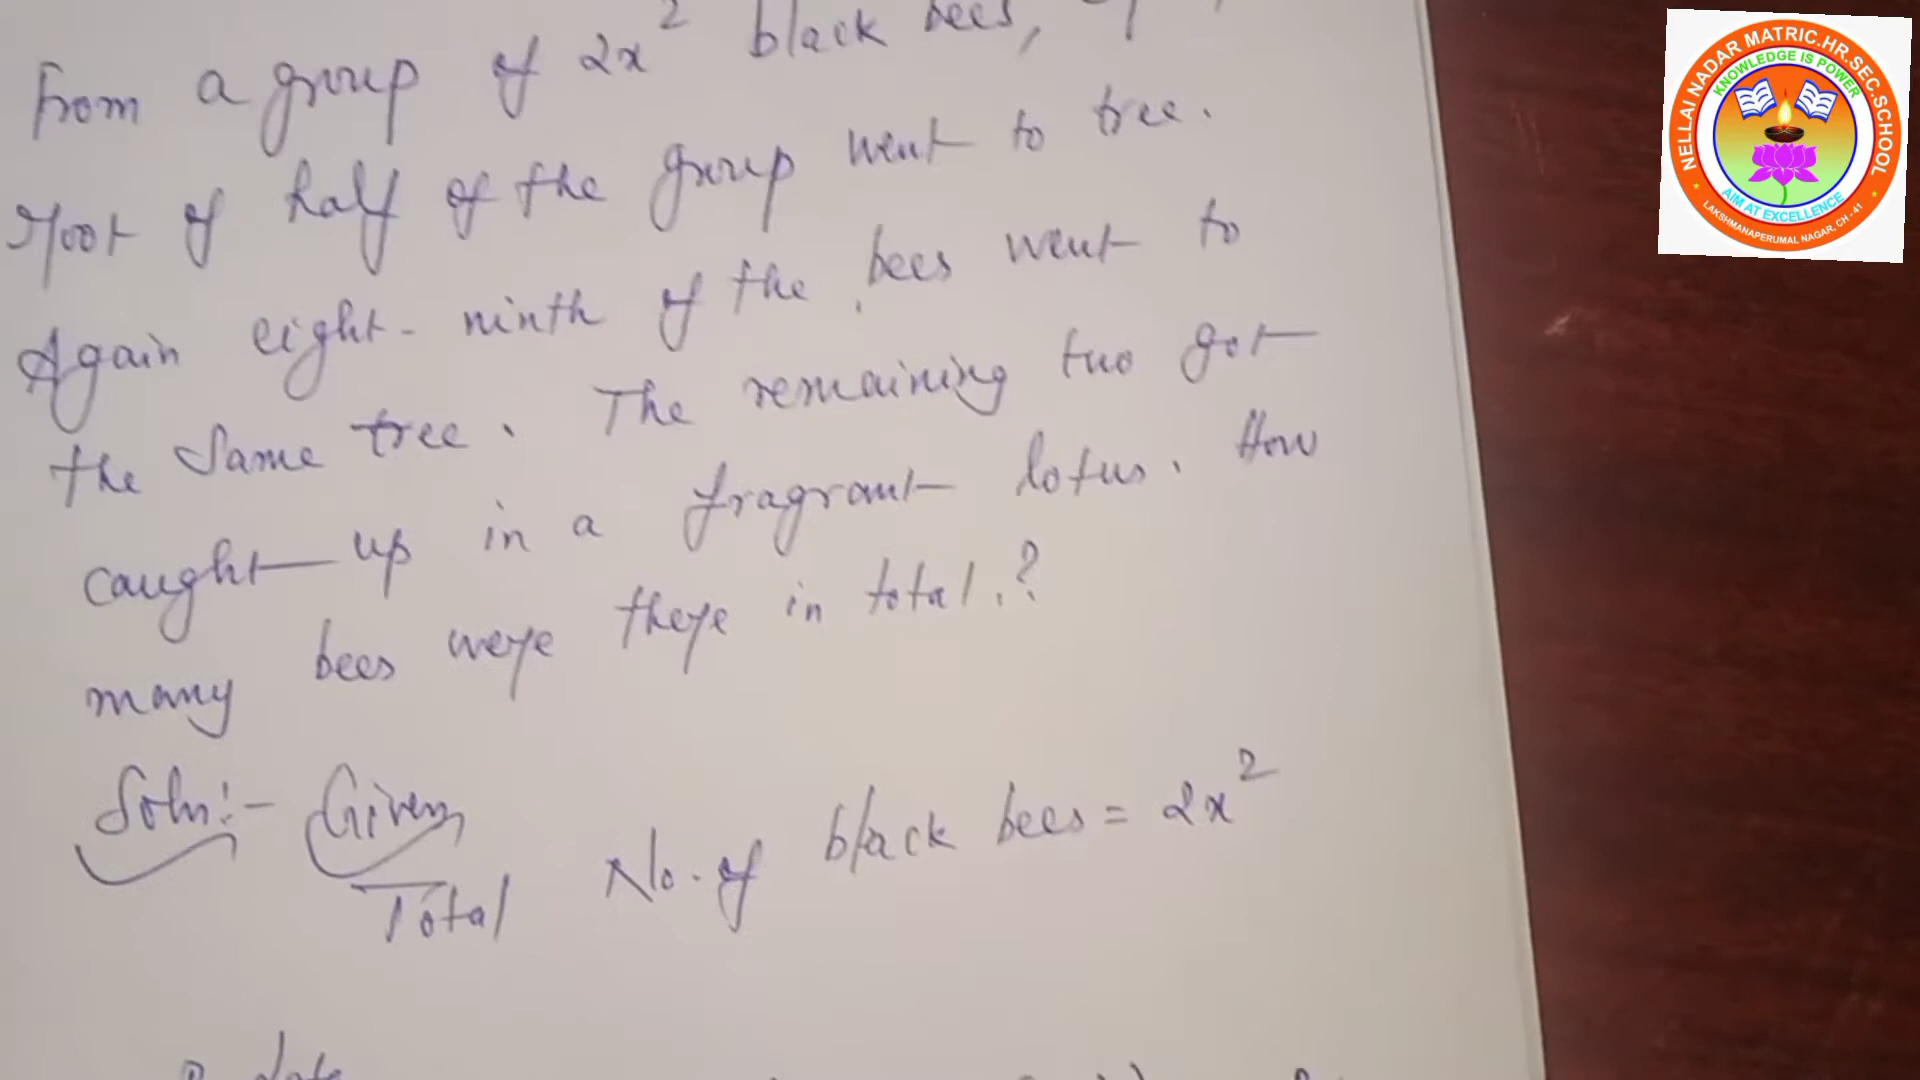 From a group of 2x² black bees,
root of half of the group went to tree.
Again eight-ninth of the bees went to
the same tree. The remaining two got
caught up in a fragrant lotus. How
many bees were there in total.?
Soln:- Given
Total No. of black bees = 2x²
NELLAI NADAR MATRIC.HR.SEC.SCHOOL
KNOWLEDGE IS POWER
AIM AT EXCELLENCE
LAKSHMANAPERUMAL NAGAR, CH - 41